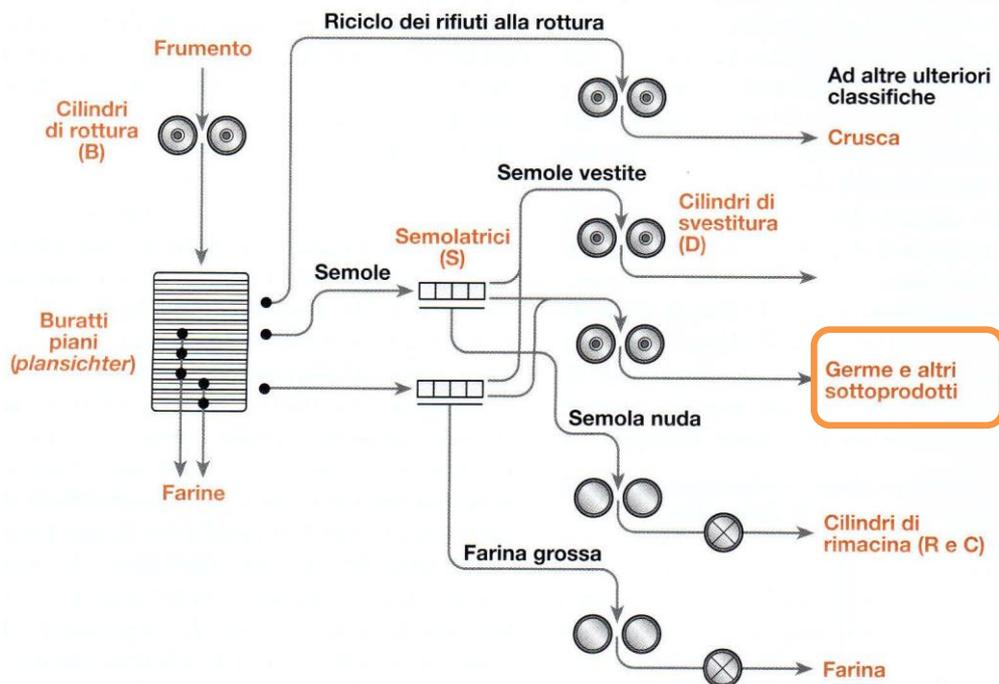 Riciclo dei rifiuti alla rottura
Frumento
Ad altre ulteriori
classifiche
Cilindri
di rottura
(B)
Crusca
Semole vestite
Cilindri di
svestitura
(D)
Semolatrici
(S)
Semole
Buratti
piani
(plansichter)
Germe e altri
sottoprodotti
Semola nuda
Farine
Cilindri di
rimacina (R e C)
Farina grossa
Farina